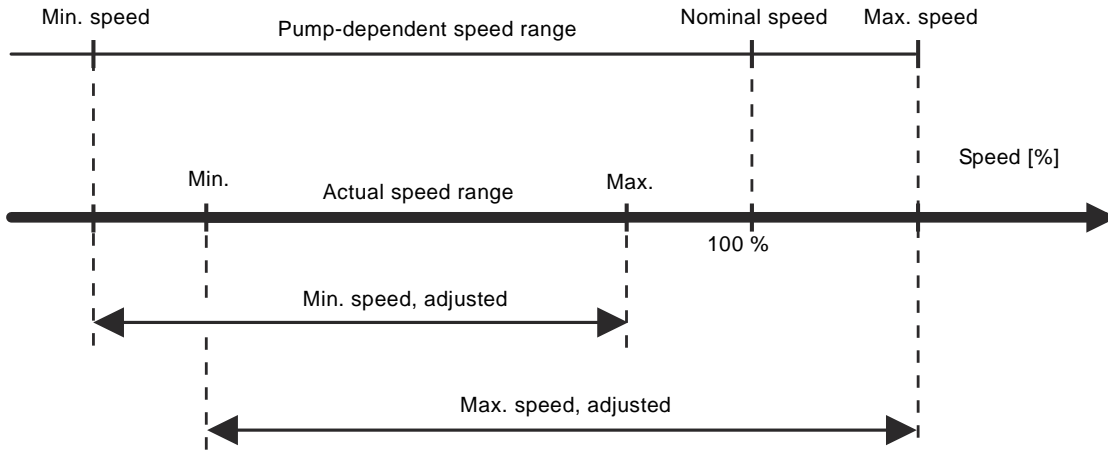 Min. speed
Pump-dependent speed range
Nominal speed
Max. speed
Speed [%]
Min.
Actual speed range
Max.
100 %
Min. speed, adjusted
Max. speed, adjusted